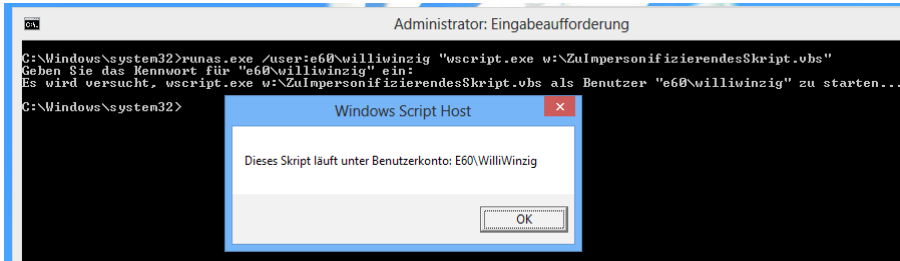 Administrator: Eingabeaufforderung
C:\Windows\system32>runas.exe /user:e60\williwinzig "wscript.exe w:\ZuImpersonifizierendesSkript.vbs"
Geben Sie das Kennwort für "e60\williwinzig" ein:
Es wird versucht, wscript.exe w:\ZuImpersonifizierendesSkript.vbs als Benutzer "e60\williwinzig" zu starten...
C:\Windows\system32>
Windows Script Host
Dieses Skript läuft unter Benutzerkonto: E60\WilliWinzig
OK